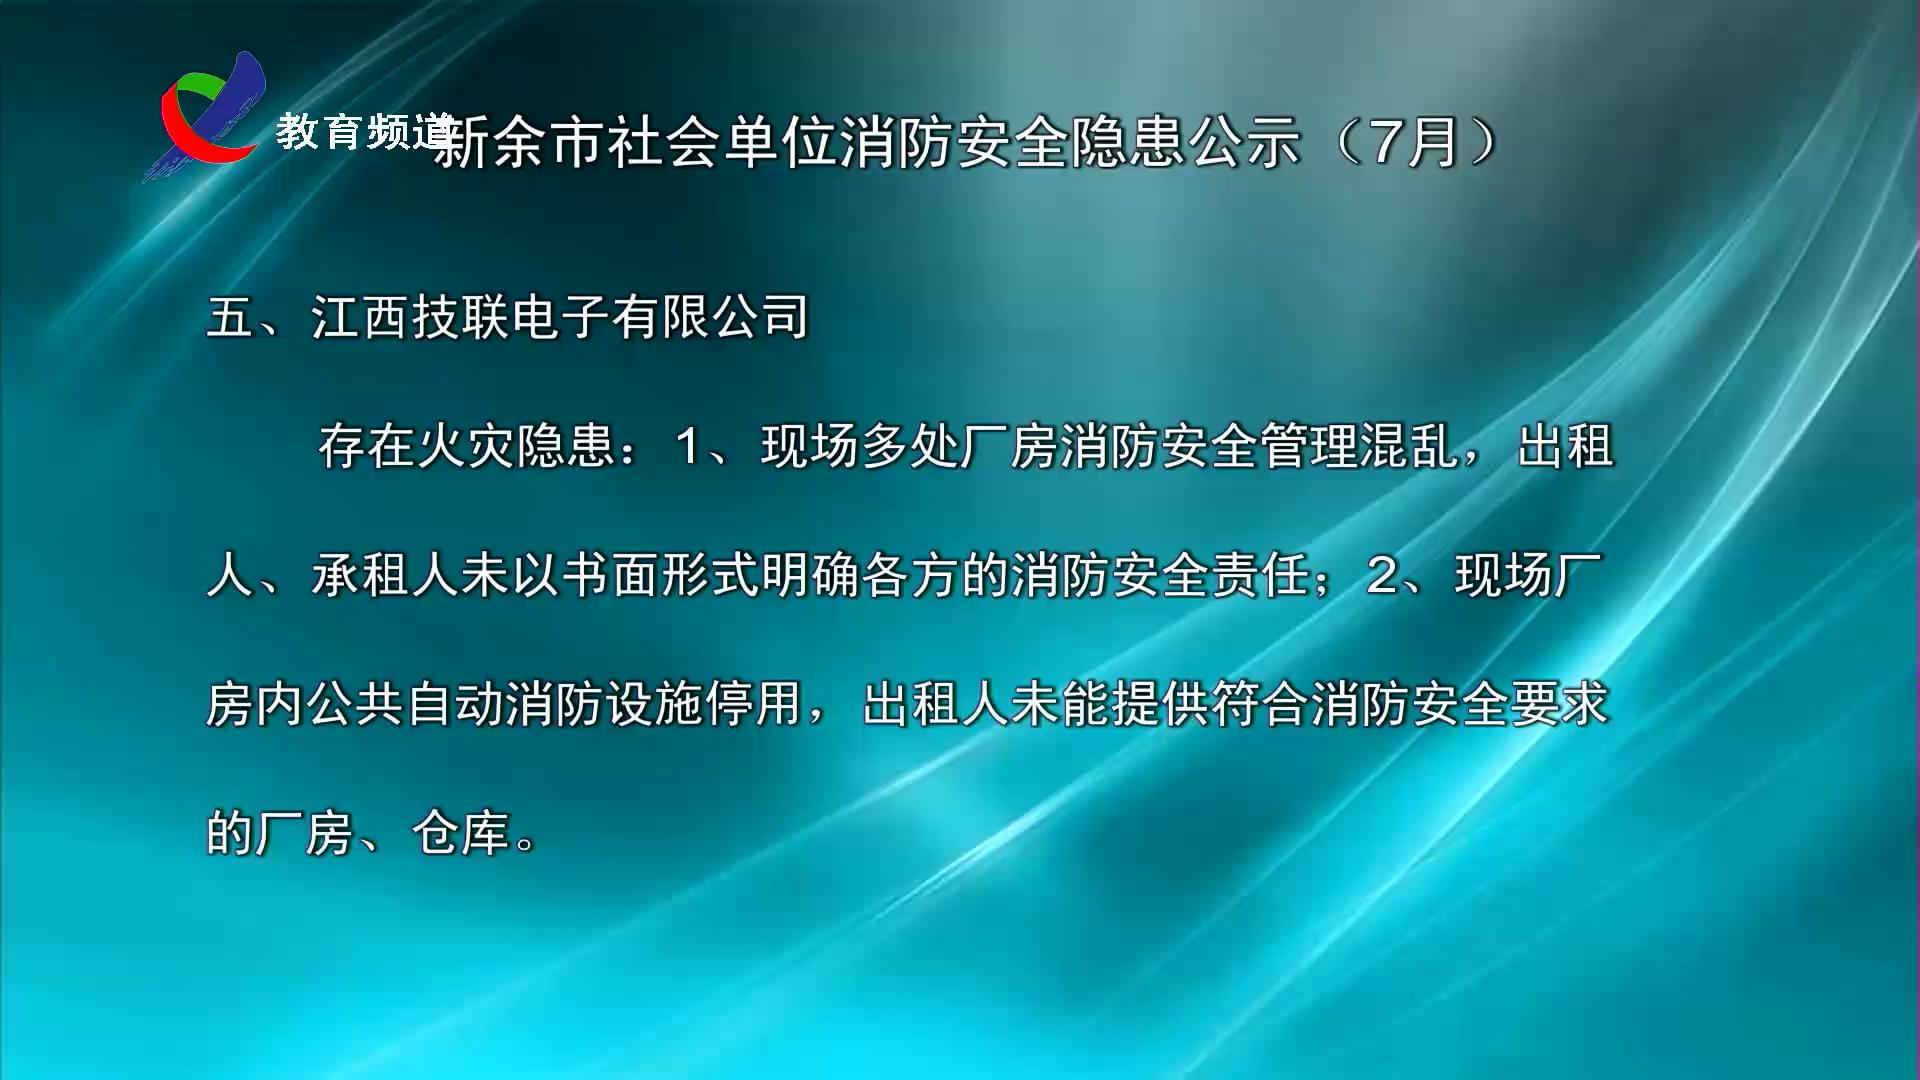 教育频道
新余市社会单位消防安全隐患公示（7月）
五、江西技联电子有限公司
存在火灾隐患：1、现场多处厂房消防安全管理混乱，出租
人、承租人未以书面形式明确各方的消防安全责任；2、现场厂
房内公共自动消防设施停用，出租人未能提供符合消防安全要求
的厂房、仓库。